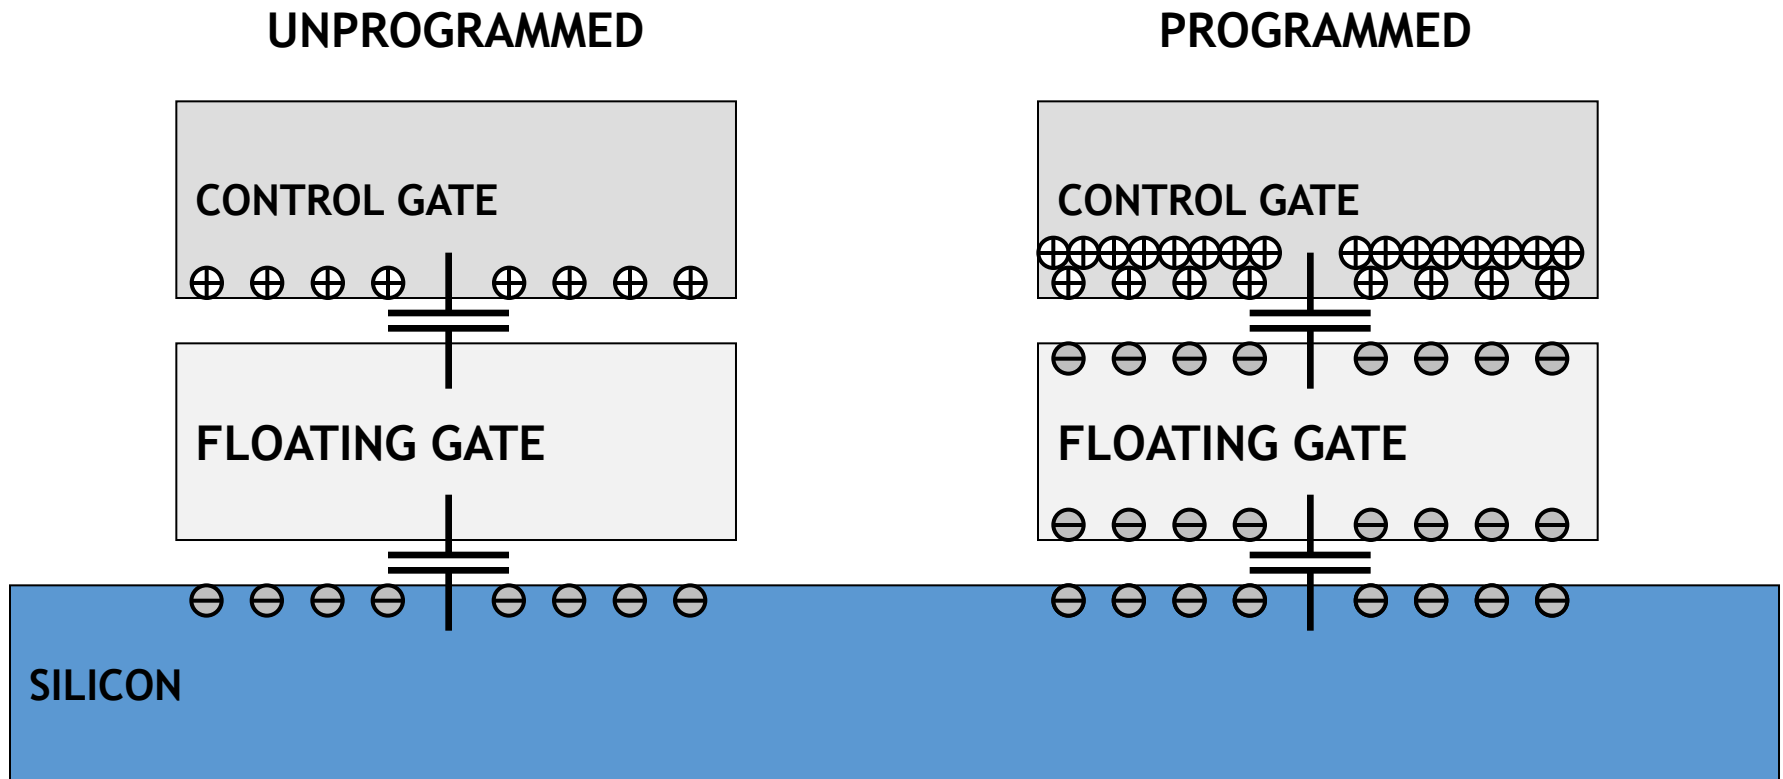 UNPROGRAMMED
PROGRAMMED
CONTROL GATE
CONTROL GATE
FLOATING GATE
FLOATING GATE
SILICON